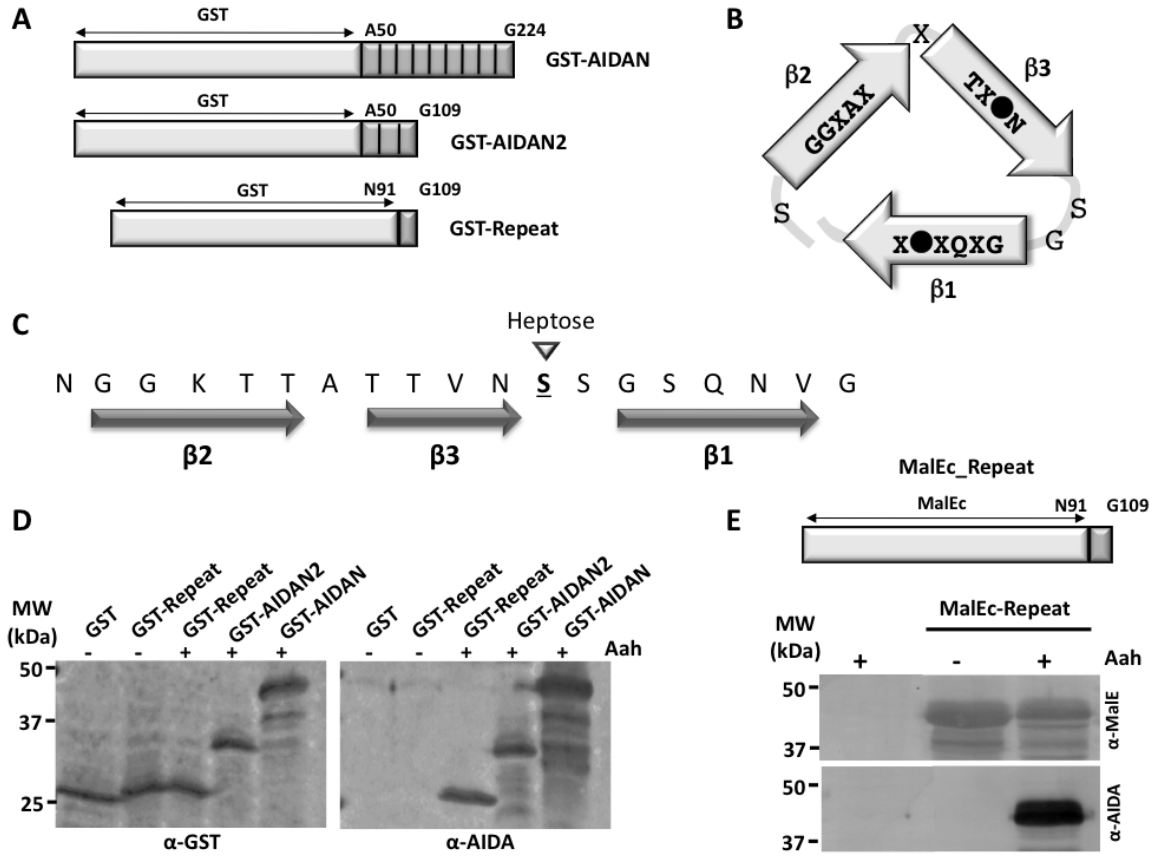 A
GST
A50
G224
GST-AIDAN
GST
A50
G109
GST-AIDAN2
GST
N91
G109
GST-Repeat
B
β2
GGXAX
X
β3
TX●N
S
G
X●XQXG
β1
S
C
Heptose
N G G K T T A T T V N S S G S Q N V G
β2 β3 β1
D
MW
(kDa)
GST GST-Repeat GST-Repeat GST-AIDAN2 GST-AIDAN
GST GST-Repeat GST-Repeat GST-AIDAN2 GST-AIDAN
- - + + + - - + + + Aah
50
37
25
α-GST α-AIDA
MalEc_Repeat
E
MalEc
N91
G109
MalEc-Repeat
MW
(kDa)
+ - + Aah
50
37
α-MalE
50
37
α-AIDA